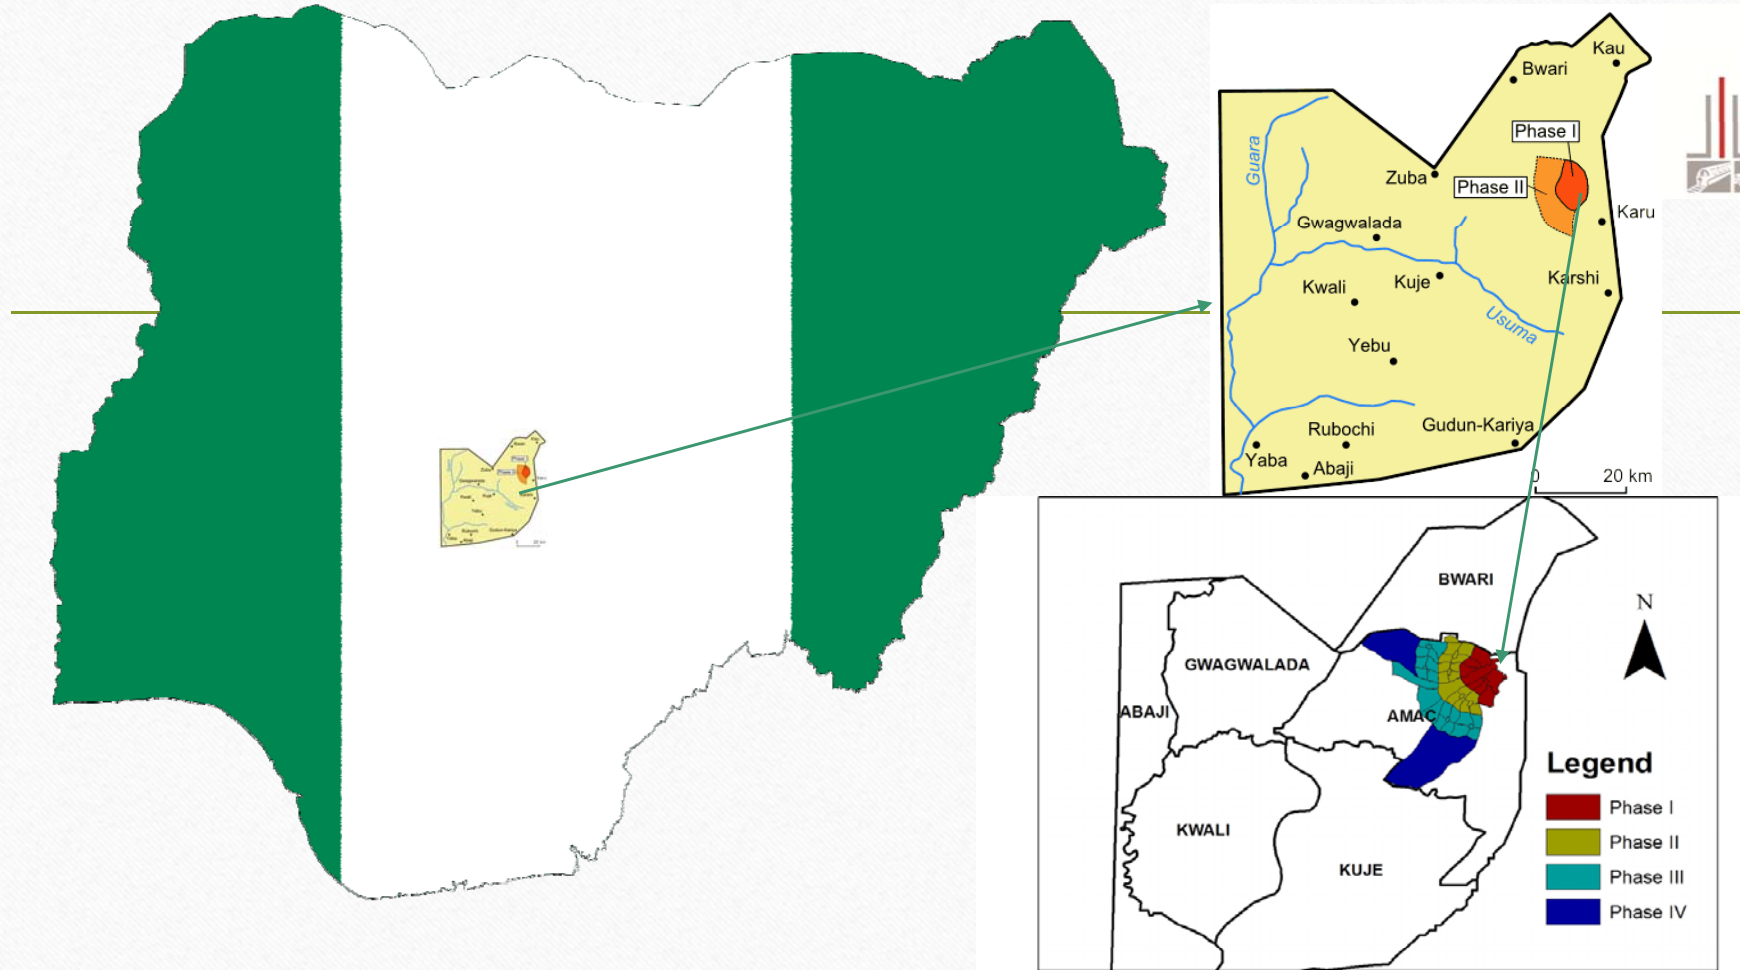 Kau
Bwari
Phase I
Guara
Zuba
Phase II
Karu
Gwagwalada
Karshi
Kuje
Kwali
Usuma
Yebu
Gudun-Kariya
Rubochi
Yaba
Abaji
0 20 km
BWARI
N
GWAGWALADA
ABAJI
AMAC
KWALI
KUJE
Legend
Phase I
Phase II
Phase III
Phase IV